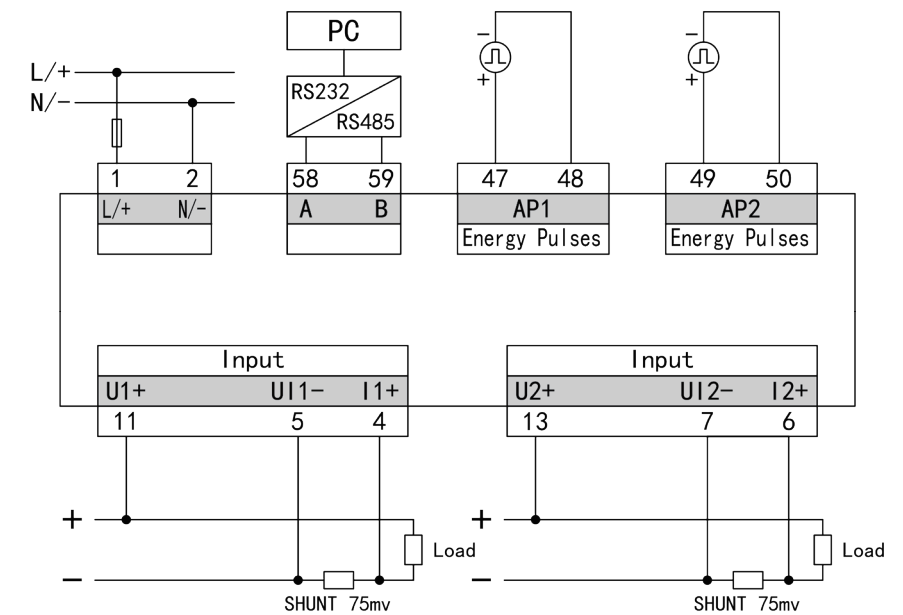 PC
L/+
N/-
RS232
RS485
1 2
58 59
47 48
49 50
L/+ N/-
A B
AP1
AP2
Energy Pulses
Energy Pulses
Input
Input
U1+ UI1- I1+
U2+ UI2- I2+
11 5 4
13 7 6
+
+
Load
Load
-
-
SHUNT 75mv
SHUNT 75mv
- +
- +